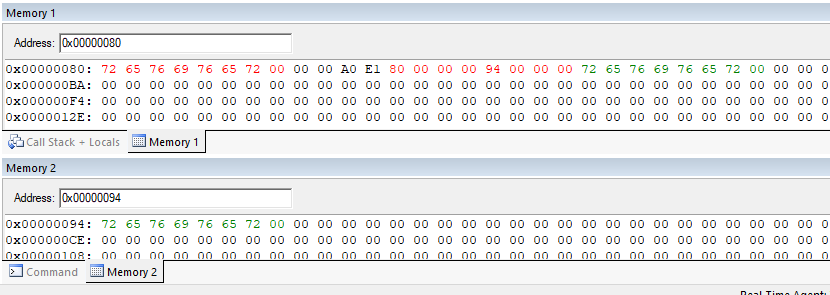 Memory 1
Address: 0x00000080
0x00000080: 72 65 76 69 76 65 72 00 00 00 A0 E1 80 00 00 00 94 00 00 00 72 65 76 69 76 65 72 00 00 00 0
0x000000BA: 00 00 00 00 00 00 00 00 00 00 00 00 00 00 00 00 00 00 00 00 00 00 00 00 00 00 00 00 00 00 0
0x000000F4: 00 00 00 00 00 00 00 00 00 00 00 00 00 00 00 00 00 00 00 00 00 00 00 00 00 00 00 00 00 00 0
0x0000012E: 00 00 00 00 00 00 00 00 00 00 00 00 00 00 00 00 00 00 00 00 00 00 00 00 00 00 00 00 00 00 0
Call Stack + Locals Memory 1
Memory 2
Address: 0x00000094
0x00000094: 72 65 76 69 76 65 72 00 00 00 00 00 00 00 00 00 00 00 00 00 00 00 00 00 00 00 00 00 00 00 0
0x000000CE: 00 00 00 00 00 00 00 00 00 00 00 00 00 00 00 00 00 00 00 00 00 00 00 00 00 00 00 00 00 00 0
0x00000108: 00 00 00 00 00 00 00 00 00 00 00 00 00 00 00 00 00 00 00 00 00 00 00 00 00 00 00 00 00 00 0
Command Memory 2
Real-Time Agent: